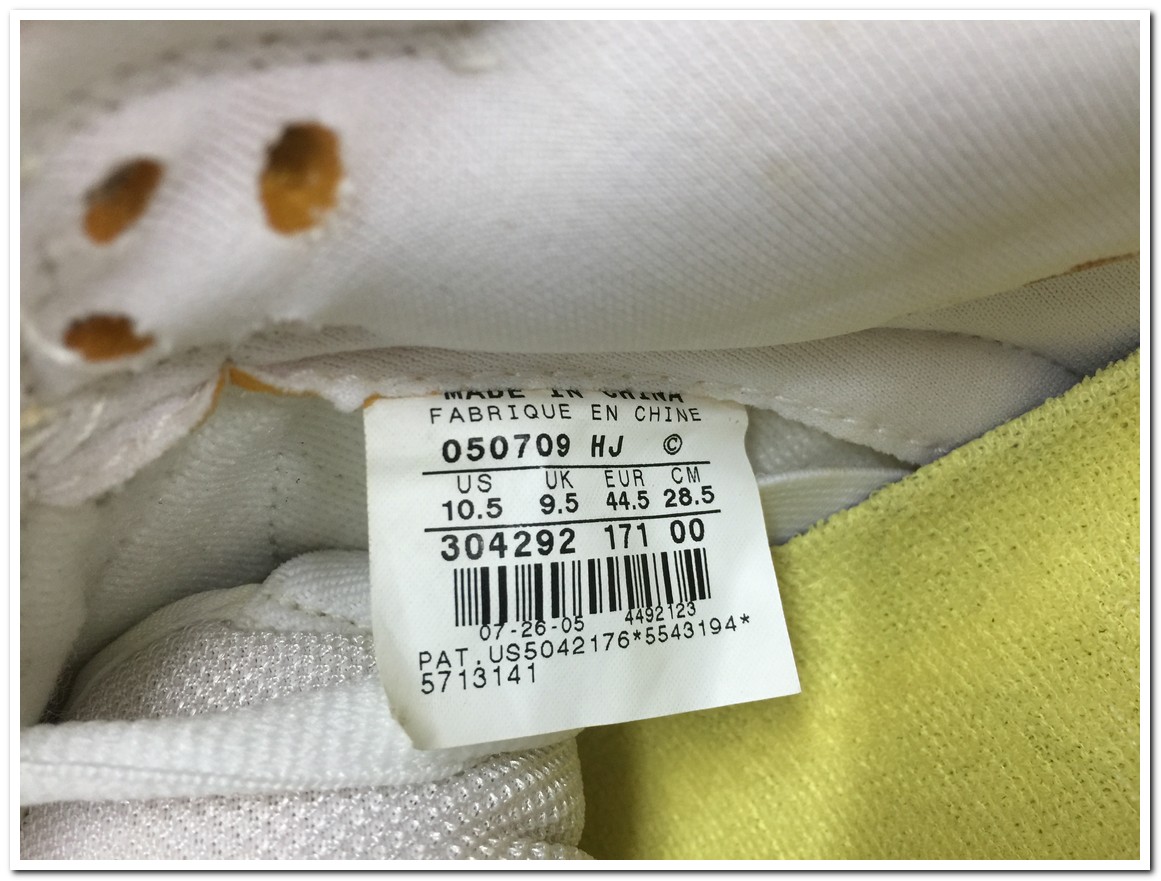 MADE IN CHINA
FABRIQUE EN CHINE
050709 HJ ©
US UK EUR CM
10.5 9.5 44.5 28.5
304292 171 00
07-26-05 4492123
PAT.US5042176*5543194*
5713141